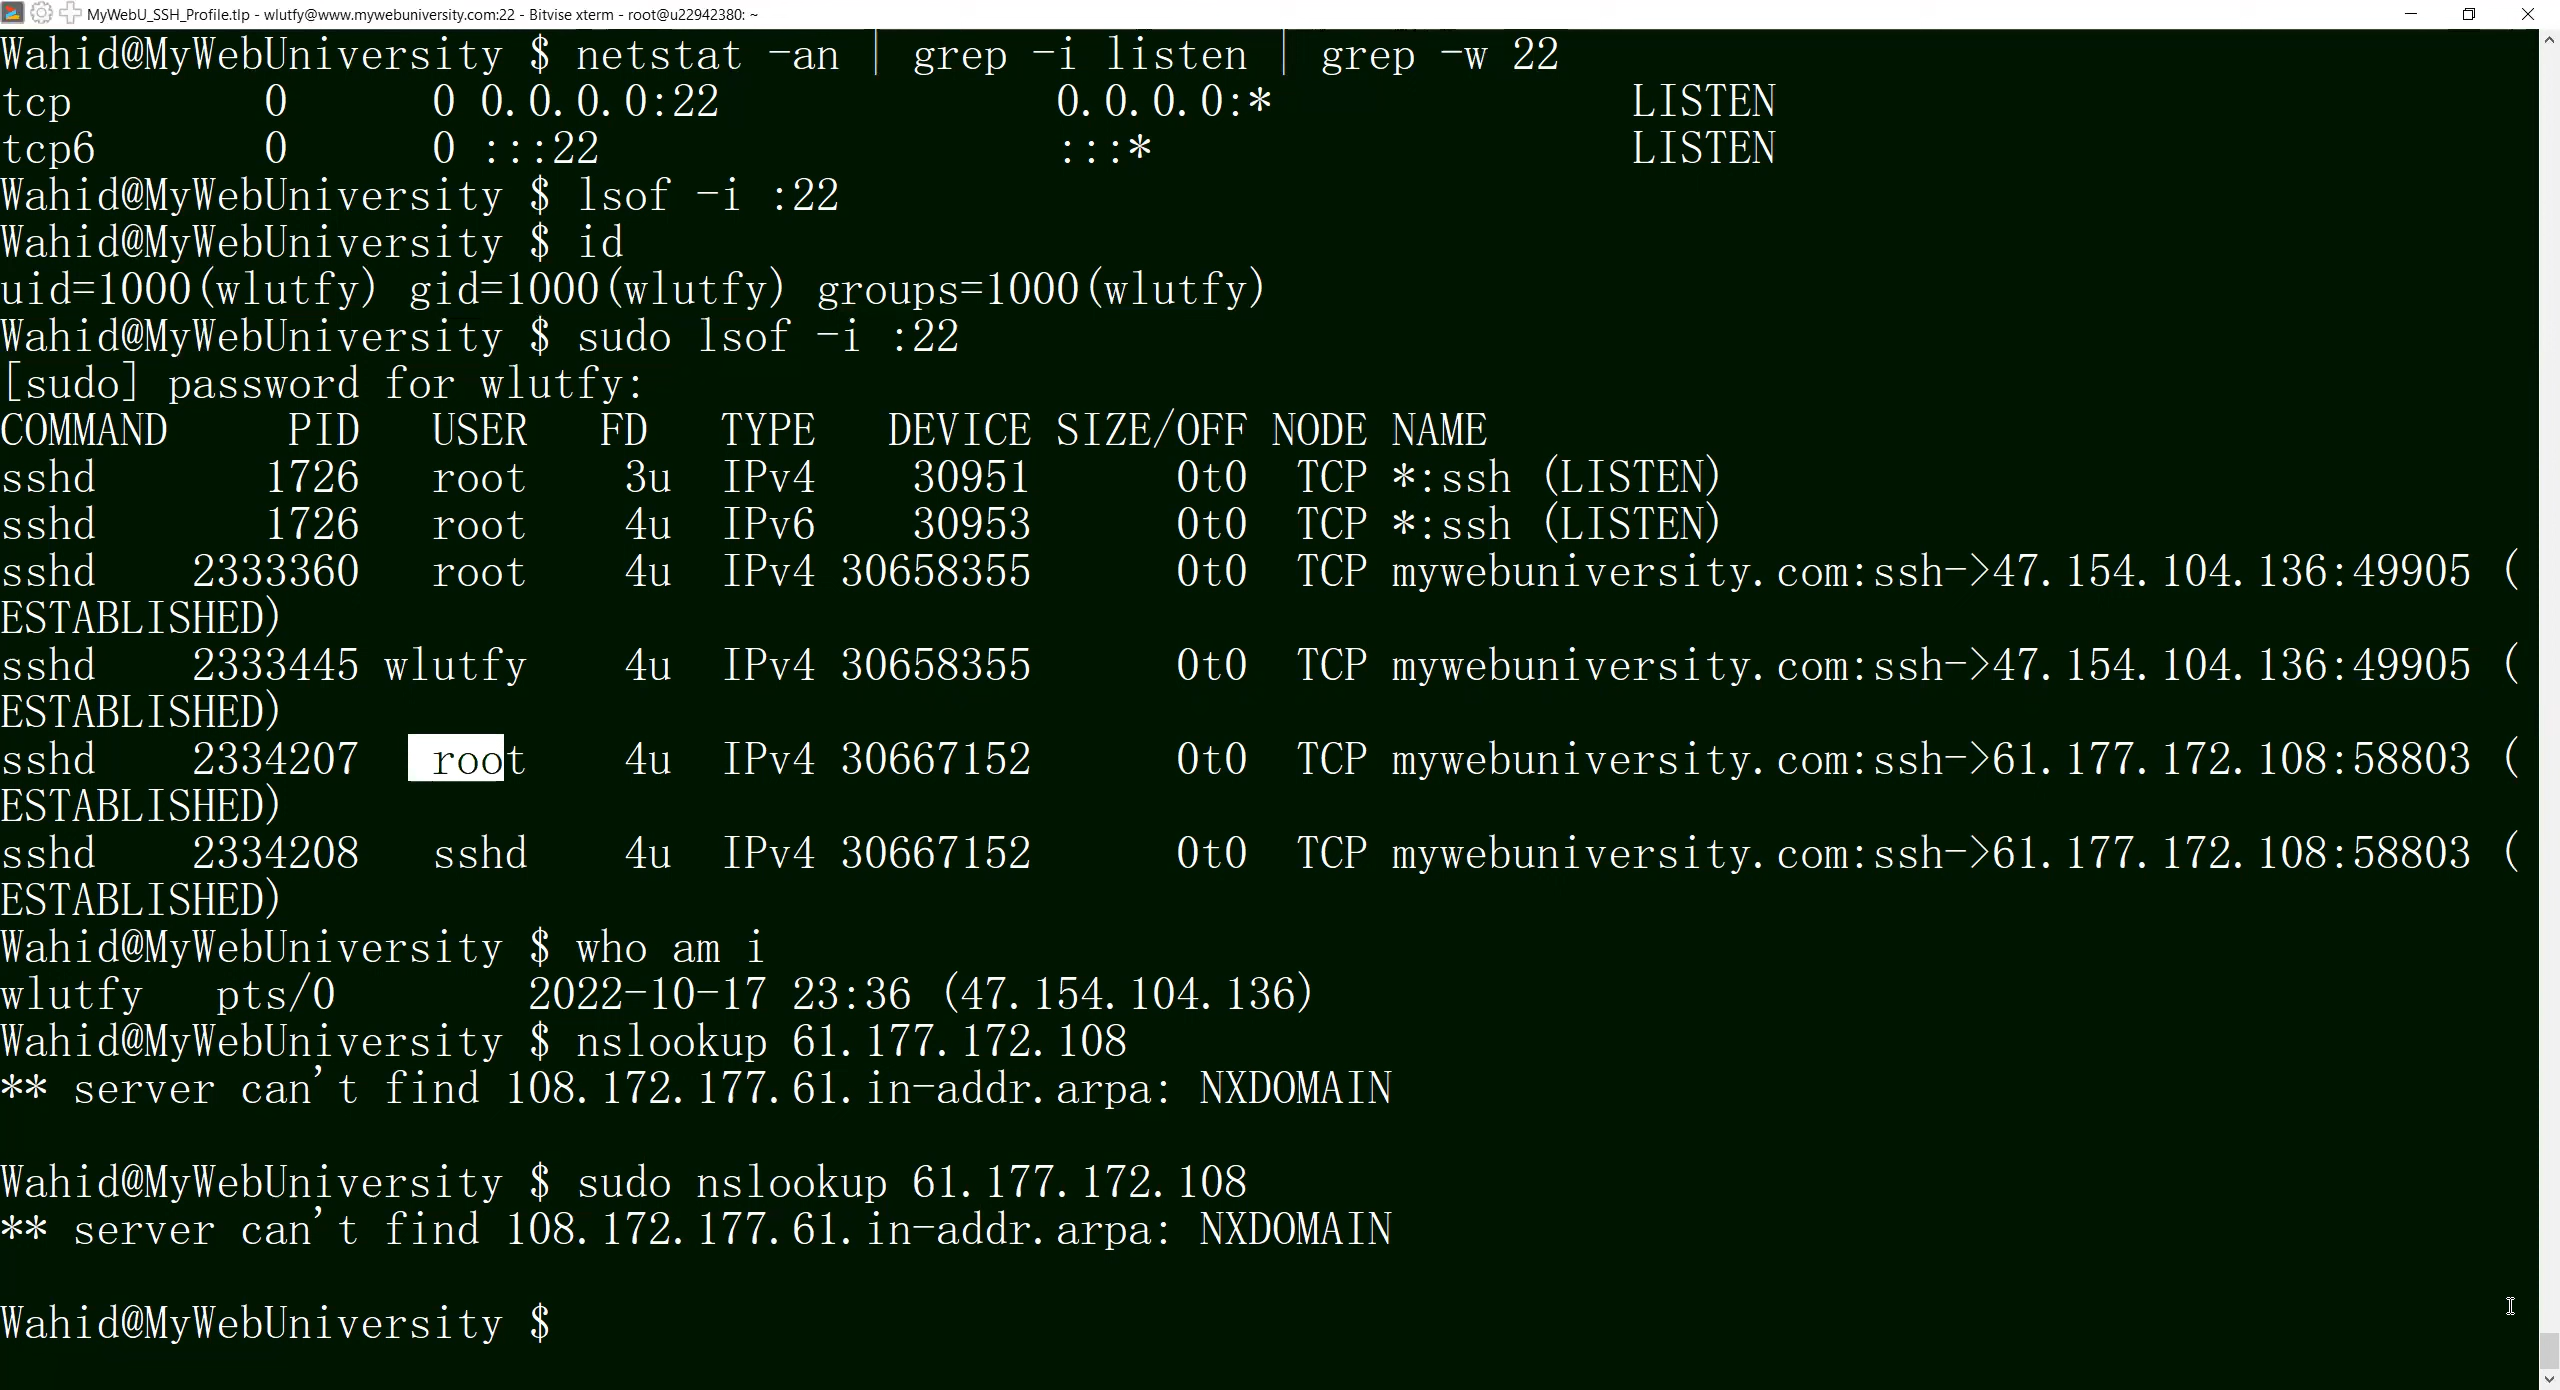 MyWebU_SSH_Profile.tlp - wlutfy@www.mywebuniversity.com:22 - Bitvise xterm - root@u22942380: ~
Wahid@MyWebUniversity $ netstat -an | grep -i listen | grep -w 22
tcp        0      0 0.0.0.0:22              0.0.0.0:*               LISTEN
tcp6       0      0 :::22                   :::*                    LISTEN
Wahid@MyWebUniversity $ lsof -i :22
Wahid@MyWebUniversity $ id
uid=1000(wlutfy) gid=1000(wlutfy) groups=1000(wlutfy)
Wahid@MyWebUniversity $ sudo lsof -i :22
[sudo] password for wlutfy:
COMMAND     PID   USER   FD   TYPE   DEVICE SIZE/OFF NODE NAME
sshd       1726   root    3u  IPv4    30951      0t0  TCP *:ssh (LISTEN)
sshd       1726   root    4u  IPv6    30953      0t0  TCP *:ssh (LISTEN)
sshd    2333360   root    4u  IPv4 30658355      0t0  TCP mywebuniversity.com:ssh->47.154.104.136:49905 (
ESTABLISHED)
sshd    2333445 wlutfy    4u  IPv4 30658355      0t0  TCP mywebuniversity.com:ssh->47.154.104.136:49905 (
ESTABLISHED)
sshd    2334207   root    4u  IPv4 30667152      0t0  TCP mywebuniversity.com:ssh->61.177.172.108:58803 (
ESTABLISHED)
sshd    2334208   sshd    4u  IPv4 30667152      0t0  TCP mywebuniversity.com:ssh->61.177.172.108:58803 (
ESTABLISHED)
Wahid@MyWebUniversity $ who am i
wlutfy   pts/0        2022-10-17 23:36 (47.154.104.136)
Wahid@MyWebUniversity $ nslookup 61.177.172.108
** server can't find 108.172.177.61.in-addr.arpa: NXDOMAIN
Wahid@MyWebUniversity $ sudo nslookup 61.177.172.108
** server can't find 108.172.177.61.in-addr.arpa: NXDOMAIN
Wahid@MyWebUniversity $